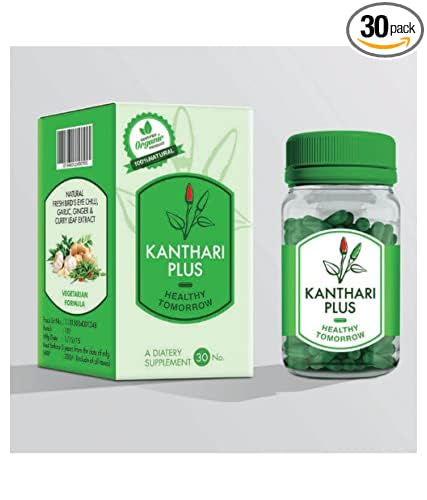 30 pack
NATURAL
FRESH BIRD'S EYE CHILLI,
GARLIC, GINGER &
CURRY LEAF EXTRACT
VEGETARIAN
FORMULA
CERTIFIED
Organic
PRODUCT
100% NATURAL
KANTHARI
PLUS
HEALTHY
TOMORROW
A DIATERY
SUPPLEMENT 30 No.
KANTHARI
PLUS
HEALTHY
TOMORROW